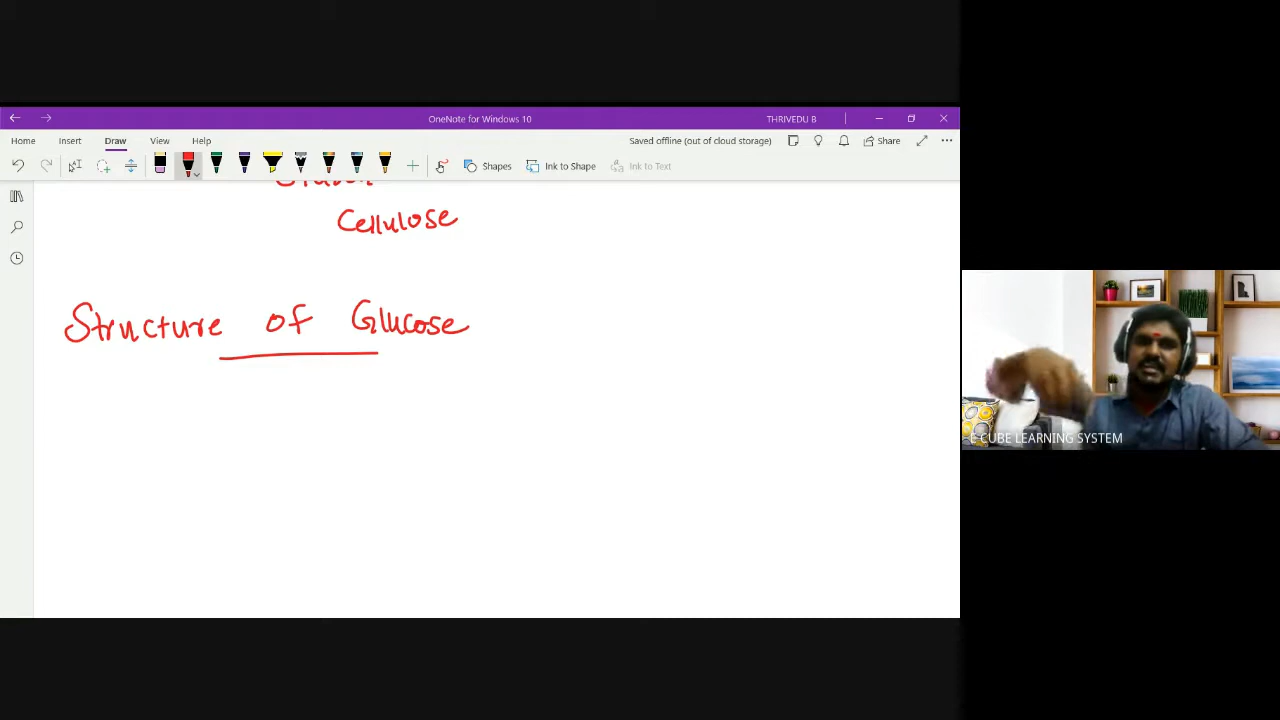 OneNote for Windows 10
THRIVEDU B
Home Insert Draw View Help
Saved offline (out of cloud storage)
Share
Shapes
Ink to Shape
Ink to Text
Cellulose
Structure of Glucose
E CUBE LEARNING SYSTEM